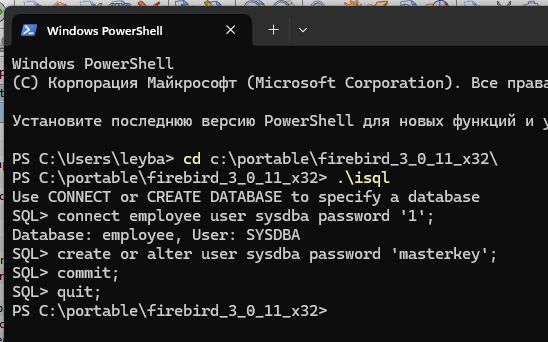 Windows PowerShell
Windows PowerShell
(C) Корпорация Майкрософт (Microsoft Corporation). Все
Установите последнюю версию PowerShell для новых функций и
PS C:\Users\leyba> cd c:\portable\firebird_3_0_11_x32\
PS C:\portable\firebird_3_0_11_x32> .\isql
Use CONNECT or CREATE DATABASE to specify a database
SQL> connect employee user sysdba password '1';
Database: employee, User: SYSDBA
SQL> create or alter user sysdba password 'masterkey';
SQL> commit;
SQL> quit;
PS C:\portable\firebird_3_0_11_x32>